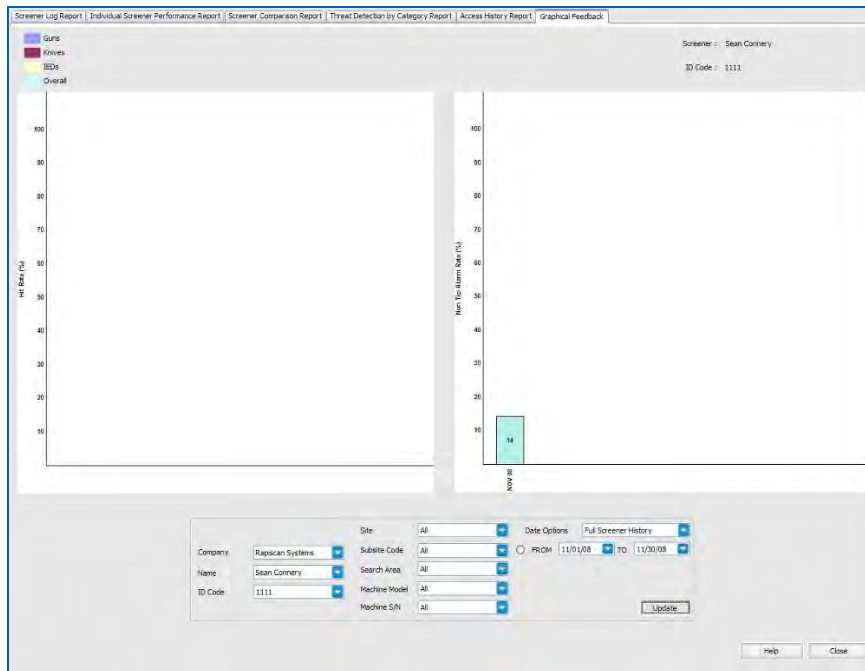 Screener Log Report Individual Screener Performance Report Screener Comparison Report Threat Detection by Category Report Access History Report Graphical Feedback
Guns
Knives
IEDs
Overall
Screener : Sean Connery
ID Code : 1111
Hit Rate (%)
100
90
80
70
60
50
40
30
20
10
Non Tip Alarm Rate (%)
100
90
80
70
60
50
40
30
20
10
14
NOV 08
Company Rapiscan Systems
Name Sean Connery
ID Code 1111
Site All
Subsite Code All
Search Area All
Machine Model All
Machine S/N All
Date Options Full Screener History
FROM 11/01/08 TO 11/30/08
Update
Help Close